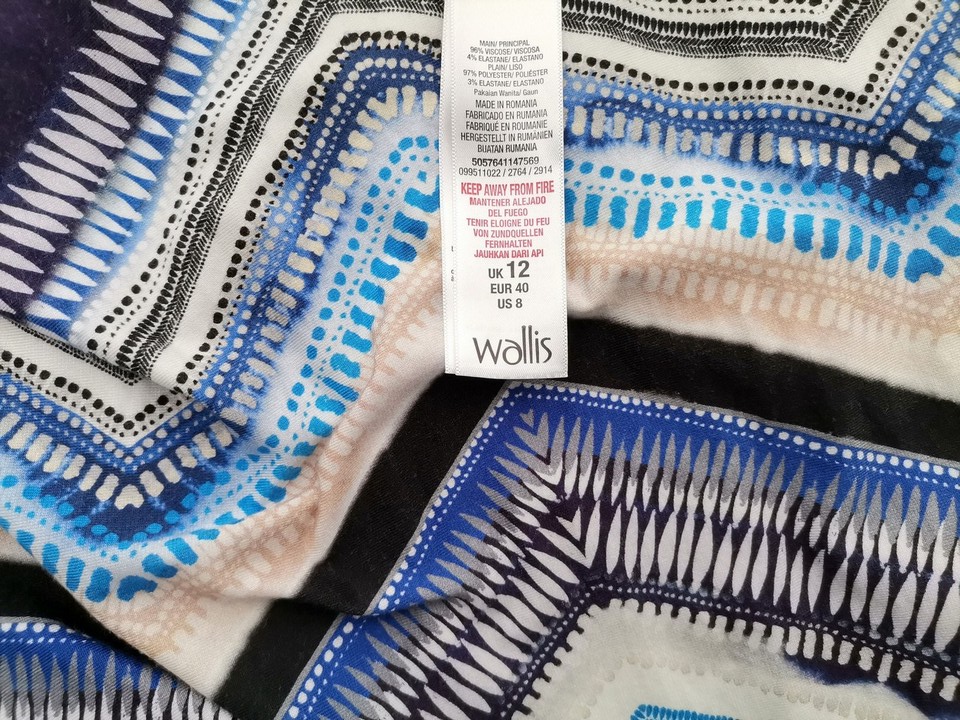 MAIN/ PRINCIPAL
96% VISCOSE/ VISCOSA
4% ELASTANE/ ELASTANO
PLAIN/ LISO
97% POLYESTER/ POLIÉSTER
3% ELASTANE/ ELASTANO
Pakaian Wanita/ Gaun
MADE IN ROMANIA
FABRICADO EN RUMANIA
FABRIQUÉ EN ROUMANIE
HERGESTELLT IN RUMÄNIEN
BUATAN RUMANIA
5057641147569
099511022 / 2764 / 2914
KEEP AWAY FROM FIRE
MANTENER ALEJADO
DEL FUEGO
TENIR ELOIGNE DU FEU
VON ZUNDQUELLEN
FERNHALTEN
JAUHKAN DARI API
UK 12
EUR 40
US 8
wallis